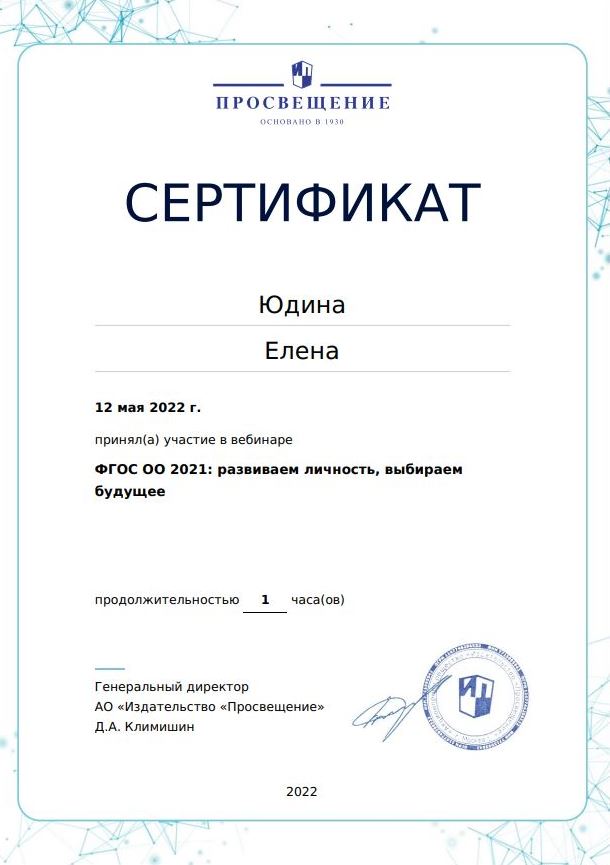 ПРОСВЕЩЕНИЕ
ОСНОВАНО В 1930
СЕРТИФИКАТ
Юдина
Елена
12 мая 2022 г.
принял(а) участие в вебинаре
ФГОС ОО 2021: развиваем личность, выбираем
будущее
продолжительностью 1 часа(ов)
Генеральный директор
АО «Издательство «Просвещение»
Д.А. Климишин
2022